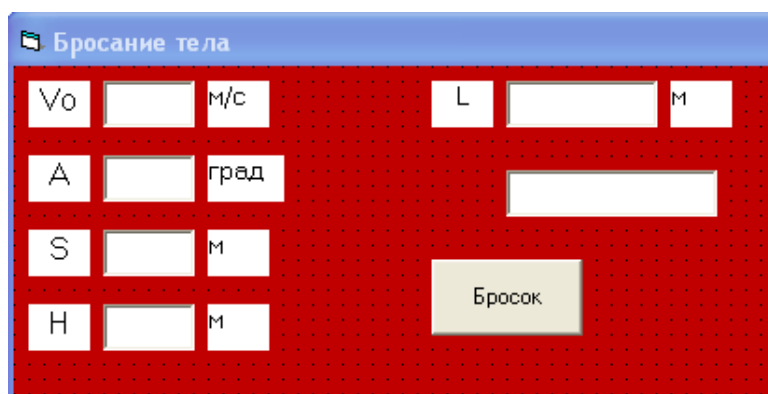 Бросание тела
Vo м/с L м
A град
S м
Бросок
H м